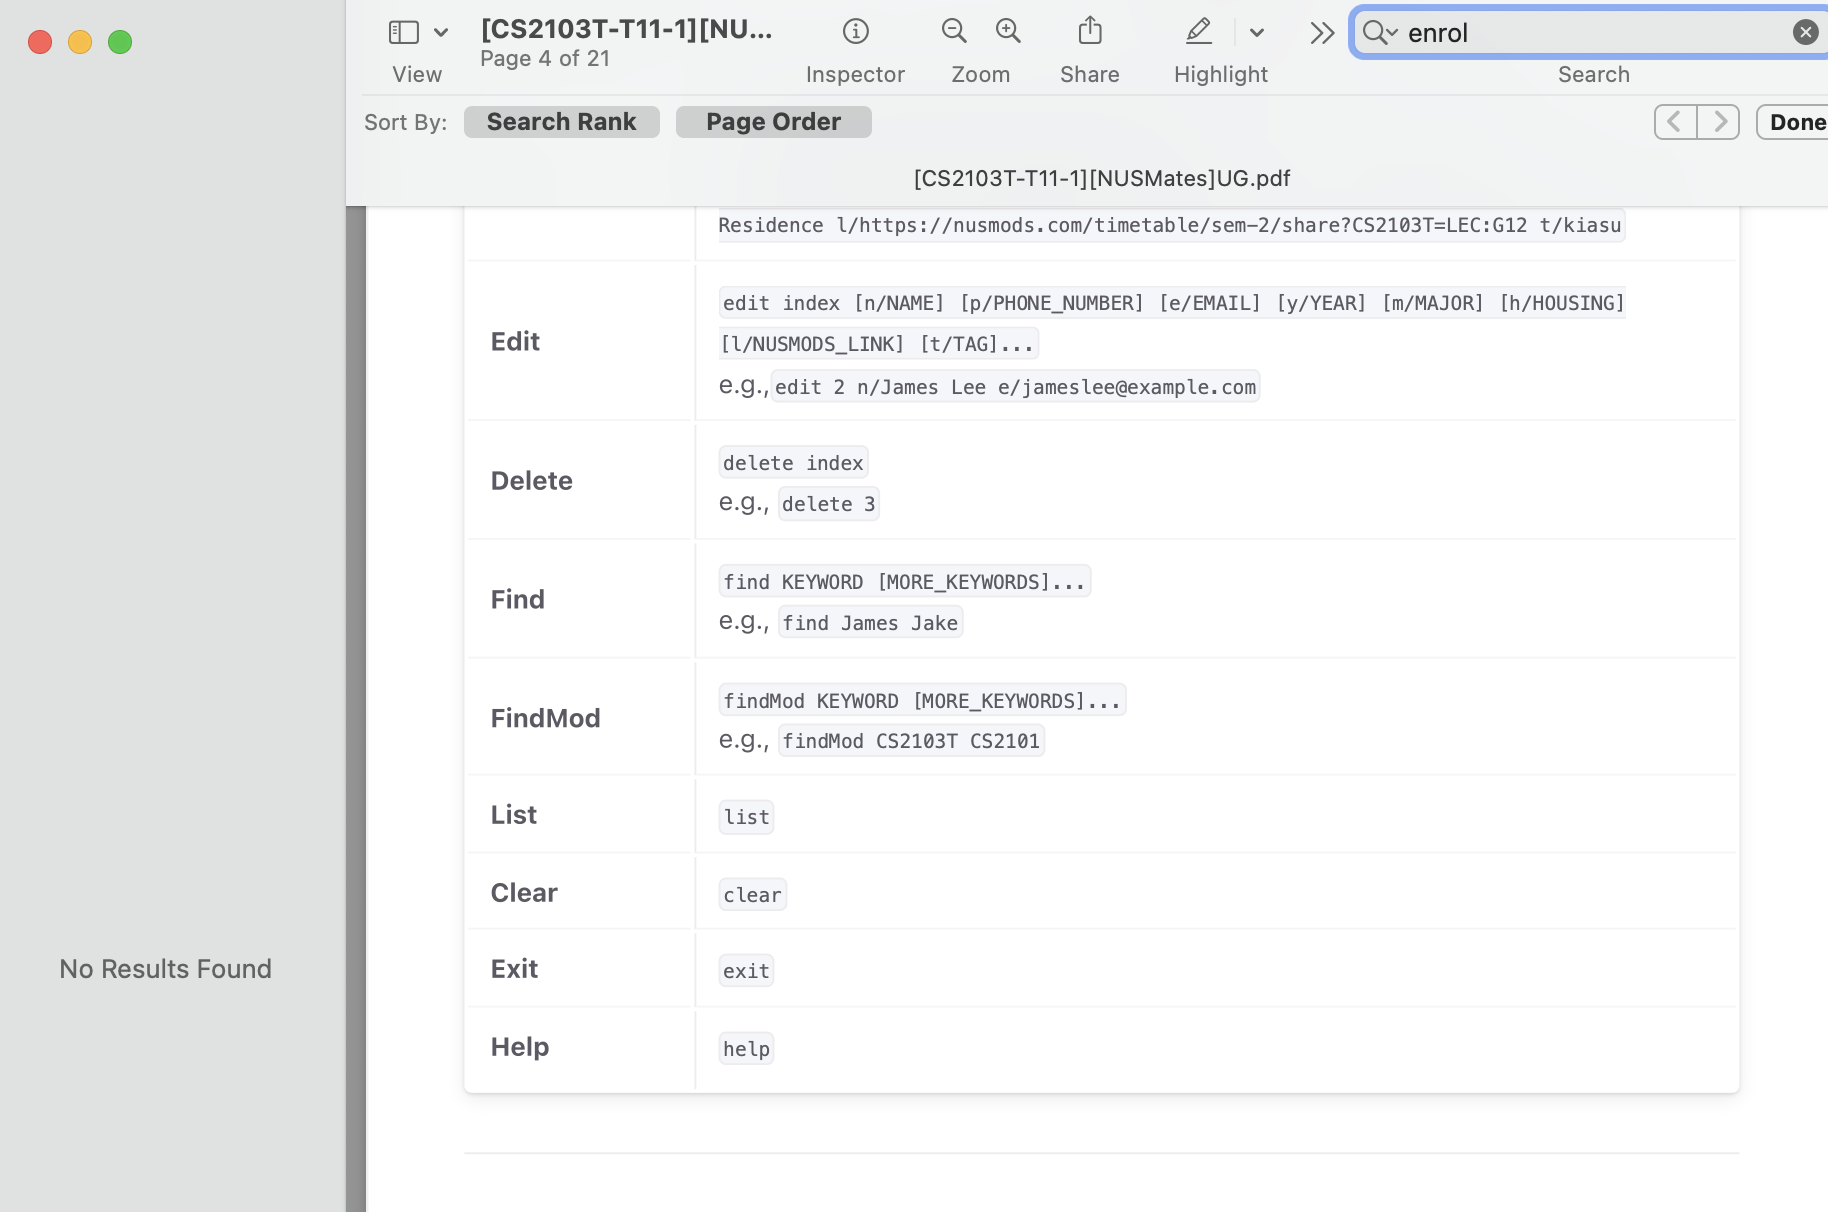 [CS2103T-T11-1][NU...
Page 4 of 21
View
Inspector
Zoom
Share
Highlight
enrol
Search
Sort By:
Search Rank
Page Order
Done
[CS2103T-T11-1][NUSMates]UG.pdf
No Results Found
Residence l/https://nusmods.com/timetable/sem-2/share?CS2103T=LEC:G12 t/kiasu
Edit
edit index [n/NAME] [p/PHONE_NUMBER] [e/EMAIL] [y/YEAR] [m/MAJOR] [h/HOUSING]
[l/NUSMODS_LINK] [t/TAG]...
e.g., edit 2 n/James Lee e/jameslee@example.com
Delete
delete index
e.g., delete 3
Find
find KEYWORD [MORE_KEYWORDS]...
e.g., find James Jake
FindMod
findMod KEYWORD [MORE_KEYWORDS]...
e.g., findMod CS2103T CS2101
List
list
Clear
clear
Exit
exit
Help
help